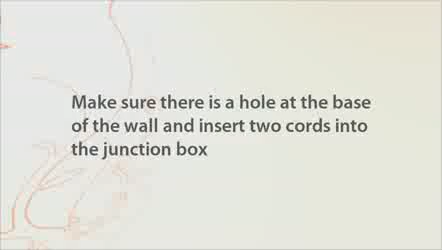 Make sure there is a hole at the base
of the wall and insert two cords into
the junction box